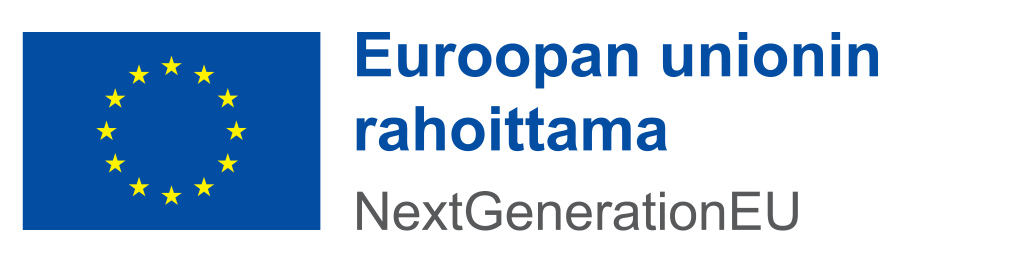 Euroopan unionin
rahoittama
NextGenerationEU